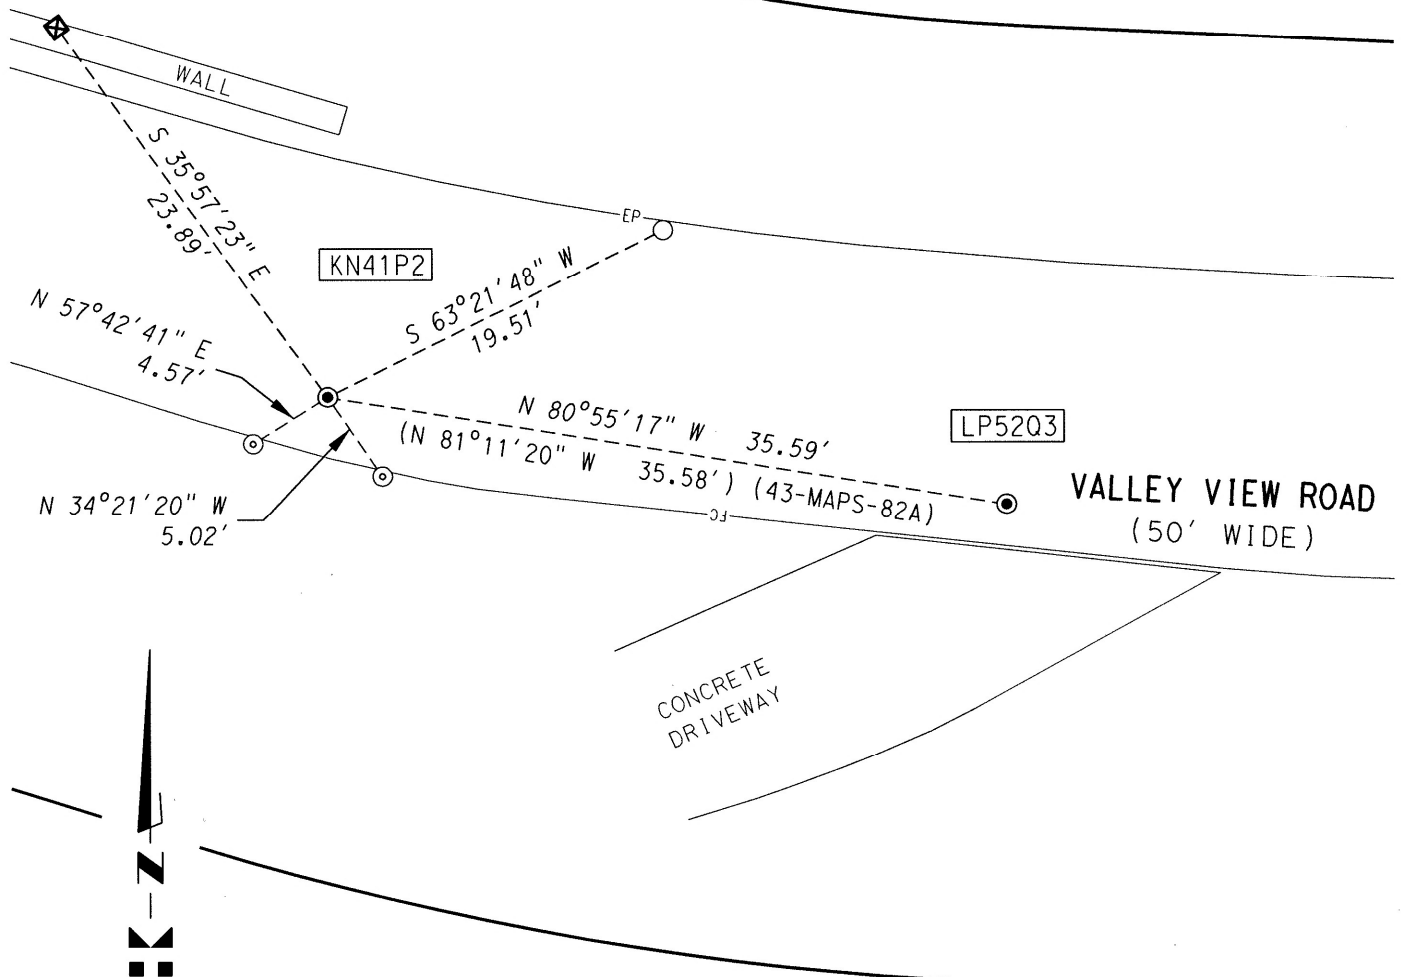 WALL
S 35°57'23" E
23.89'
EP
KN41P2
S 63°21'48" W
19.51'
N 57°42'41" E
4.57'
N 80°55'17" W 35.59'
(N 81°11'20" W 35.58') (43-MAPS-82A)
LP52Q3
VALLEY VIEW ROAD
(50' WIDE)
N 34°21'20" W
5.02'
FC
CONCRETE
DRIVEWAY
N